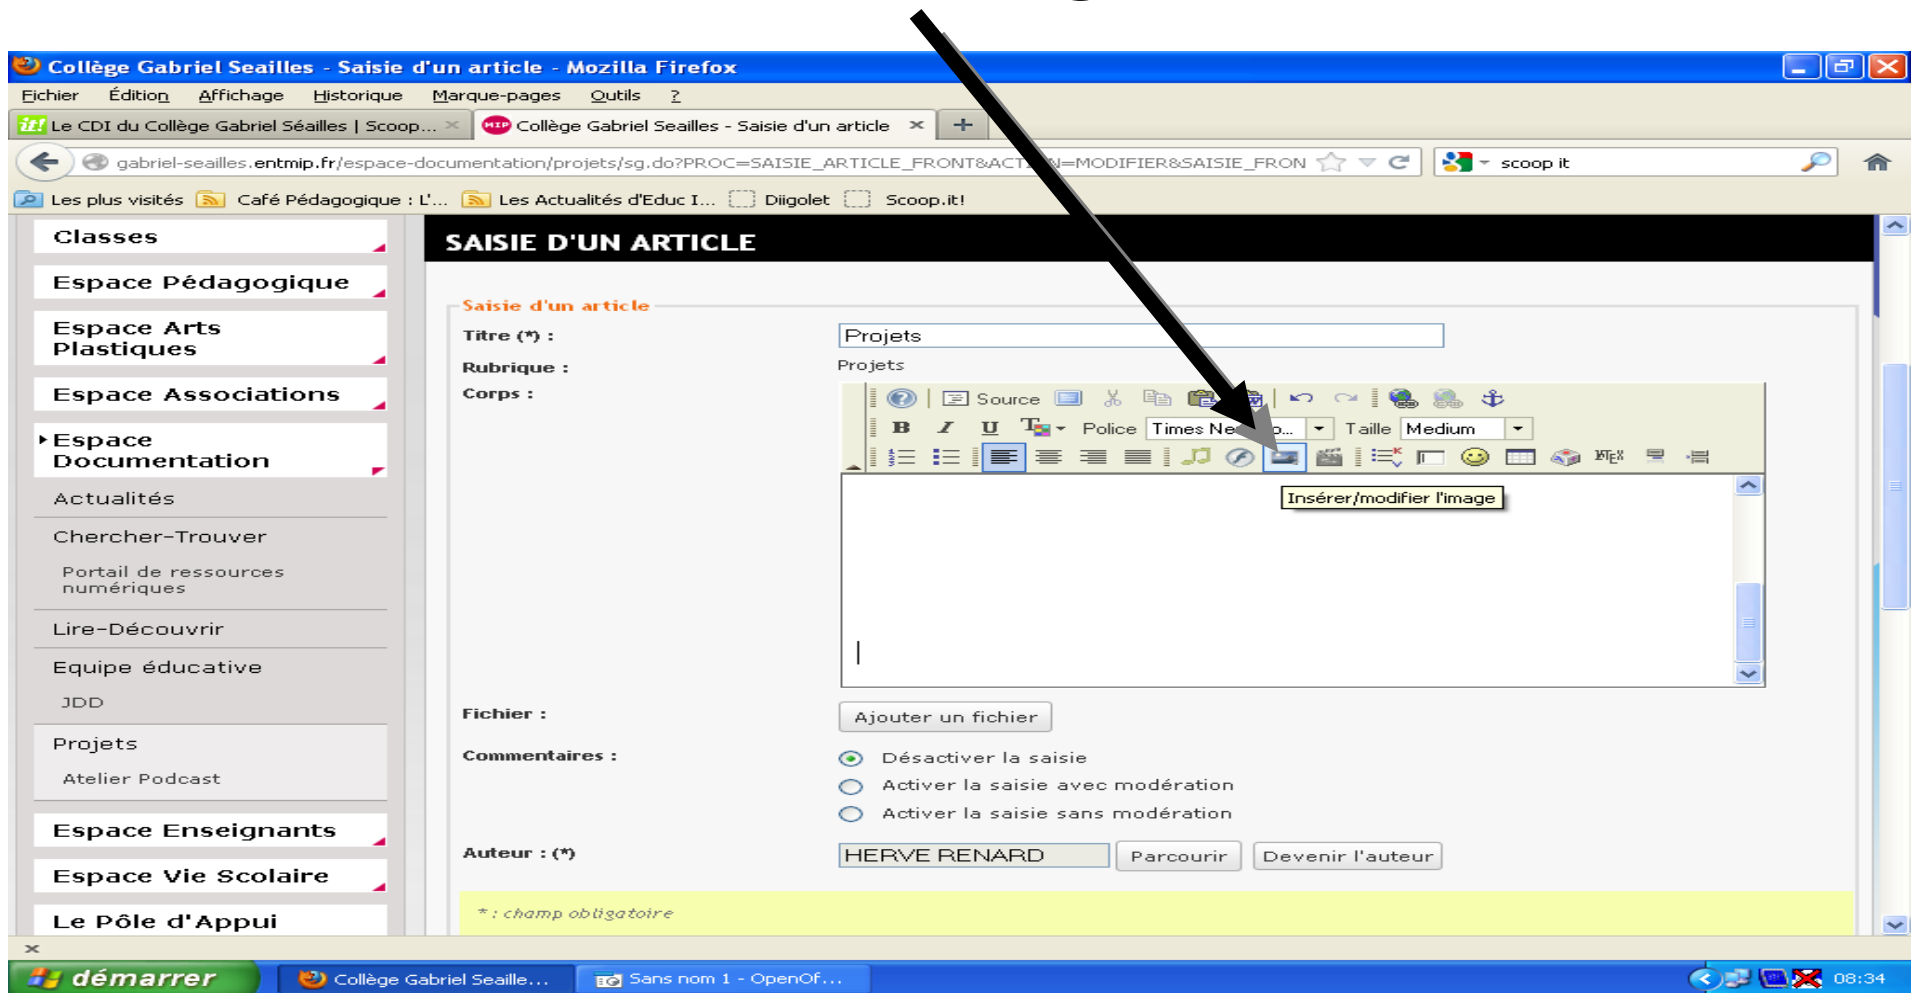 Collège Gabriel Seailles - Saisie d'un article - Mozilla Firefox
Eichier Édition Affichage Historique Marque-pages Outils ?
it! Le CDI du Collège Gabriel Séailles | Scoop... MIP Collège Gabriel Seailles - Saisie d'un article
gabriel-seailles.entmip.fr/espace-documentation/projets/sg.do?PROC=SAISIE_ARTICLE_FRONT&ACT N=MODIFIER&SAISIE_FRON scoop it
Les plus visités Café Pédagogique : L'... Les Actualités d'Educ I... Diigolet Scoop.it!
Classes
Espace Pédagogique
Espace Arts
Plastiques
Espace Associations
Espace
Documentation
Actualités
Chercher-Trouver
Portail de ressources
numériques
Lire-Découvrir
Equipe éducative
JDD
Projets
Atelier Podcast
Espace Enseignants
Espace Vie Scolaire
Le Pôle d'Appui
SAISIE D'UN ARTICLE
Saisie d'un article
Titre (*) : Projets
Rubrique : Projets
Corps :
Source
B I U Police Times Ne o... Taille Medium
Insérer/modifier l'image
Fichier : Ajouter un fichier
Commentaires : Désactiver la saisie
Activer la saisie avec modération
Activer la saisie sans modération
Auteur : (*) HERVE RENARD Parcourir Devenir l'auteur
* : champ obligatoire
démarrer Collège Gabriel Seaille... Sans nom 1 - OpenOf... 08:34